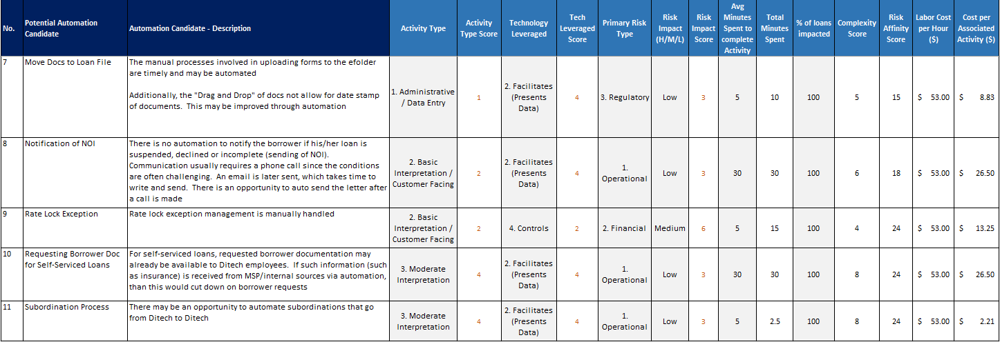 No.
Potential Automation
Candidate
Automation Candidate - Description
Activity Type
Activity
Type Score
Technology
Leveraged
Tech
Leveraged
Score
Primary Risk
Type
Risk
Impact
(H/M/L)
Risk
Impact
Score
Avg
Minutes
Spent to
complete
Activity
Total
Minutes
Spent
% of loans
impacted
Complexity
Score
Risk
Affinity
Score
Labor Cost
per Hour
($)
Cost per
Associated
Activity ($)
7
Move Docs to Loan File
The manual processes involved in uploading forms to the efolder
are timely and may be automated
Additionally, the "Drag and Drop" of docs not allow for date stamp
of documents.  This may be improved through automation
1. Administrative
/ Data Entry
1
2. Facilitates
(Presents
Data)
4
3. Regulatory
Low
3
5
10
100
5
15
$ 53.00
$ 8.83
8
Notification of NOI
There is no automation to notify the borrower if his/her loan is
suspended, declined or incomplete (sending of NOI).
Communication usually requires a phone call since the conditions
are often challenging.  An email is later sent, which takes time to
write and send.  There is an opportunity to auto send the letter after
a call is made
2. Basic
Interpretation /
Customer Facing
2
2. Facilitates
(Presents
Data)
4
1.
Operational
Low
3
30
30
100
6
18
$ 53.00
$ 26.50
9
Rate Lock Exception
Rate lock exception management is manually handled
2. Basic
Interpretation /
Customer Facing
2
4. Controls
2
2. Financial
Medium
6
5
15
100
4
24
$ 53.00
$ 13.25
10
Requesting Borrower Doc
for Self-Serviced Loans
For self-serviced loans, requested borrower documentation may
already be available to Ditech employees.  If such information (such
as insurance) is received from MSP/internal sources via automation,
than this would cut down on borrower requests
3. Moderate
Interpretation
4
2. Facilitates
(Presents
Data)
4
1.
Operational
Low
3
30
30
100
8
24
$ 53.00
$ 26.50
11
Subordination Process
There may be an opportunity to automate subordinations that go
from Ditech to Ditech
3. Moderate
Interpretation
4
2. Facilitates
(Presents
Data)
4
1.
Operational
Low
3
5
2.5
100
8
24
$ 53.00
$ 2.21